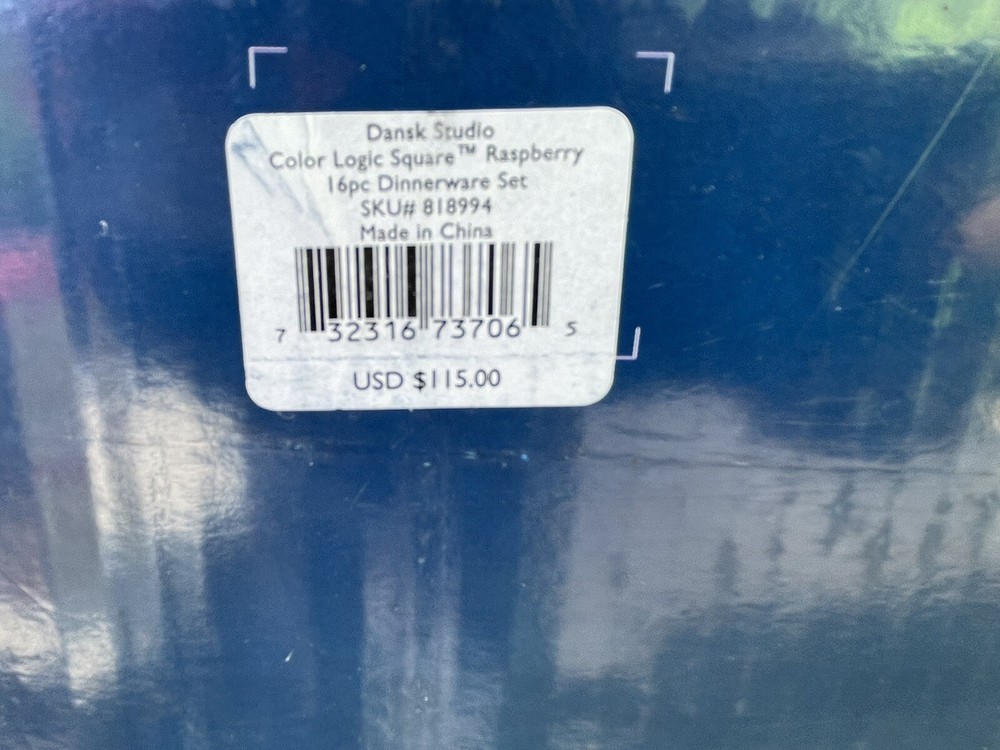 Dansk Studio
Color Logic Square™ Raspberry
16pc Dinnerware Set
SKU# 818994
Made in China
7 32316 73706 5
USD $115.00